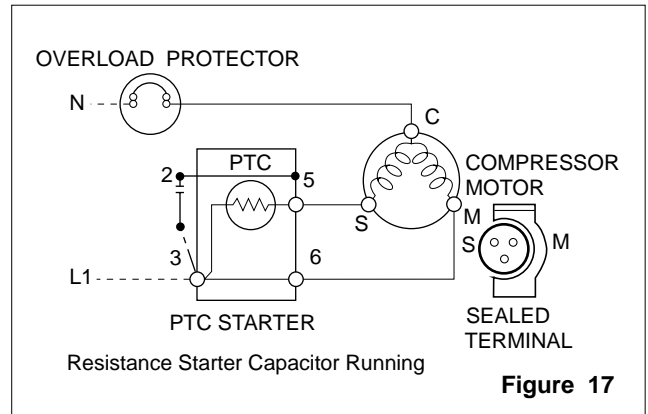 OVERLOAD PROTECTOR
N
C
PTC
2
5
COMPRESSOR
MOTOR
S
M
S
M
3
6
L1
PTC STARTER
SEALED
TERMINAL
Resistance Starter Capacitor Running
Figure 17